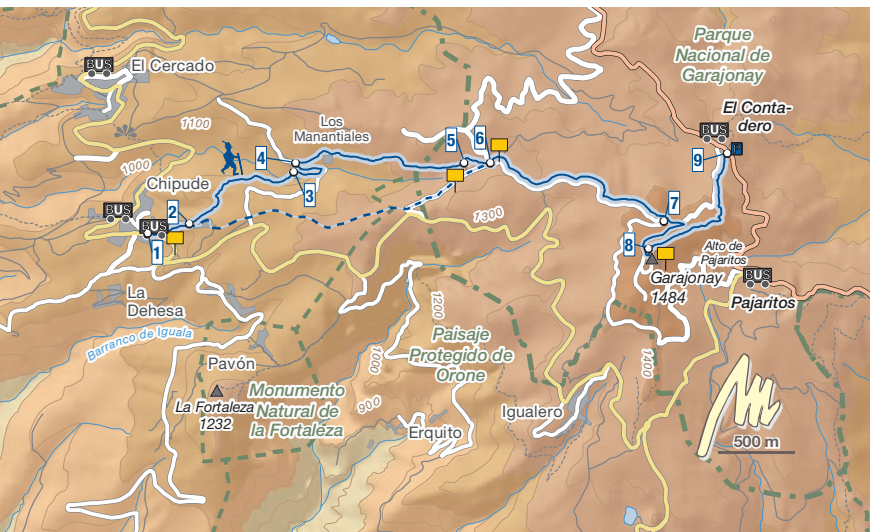 Parque
Nacional de
Garajonay
BUS
El Cercado
El Conta-
dero
BUS
P
1100
Los
Manantiales
5
6
4
9
1000
3
Chipude
BUS
2
BUS
1300
7
1
8
Alto de
Pajaritos
Garajonay
1484
BUS
Pajaritos
La
Dehesa
1200
Barranco de Iguala
Paisaje
Protegido de
Orone
1000
Pavón
1200
Monumento
Natural de
la Fortaleza
La Fortaleza
1232
900
Igualero
Erquito
500 m